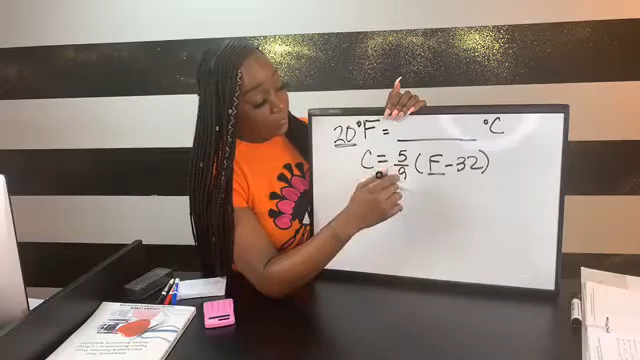 20°F = ________ °C
C = 5/9 (F - 32)